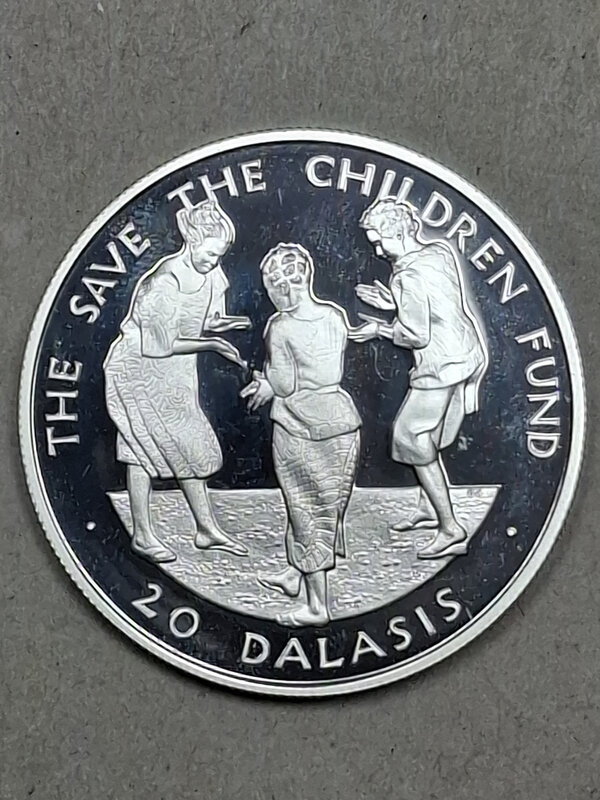 THE SAVE THE CHILDREN FUND
20 DALASIS